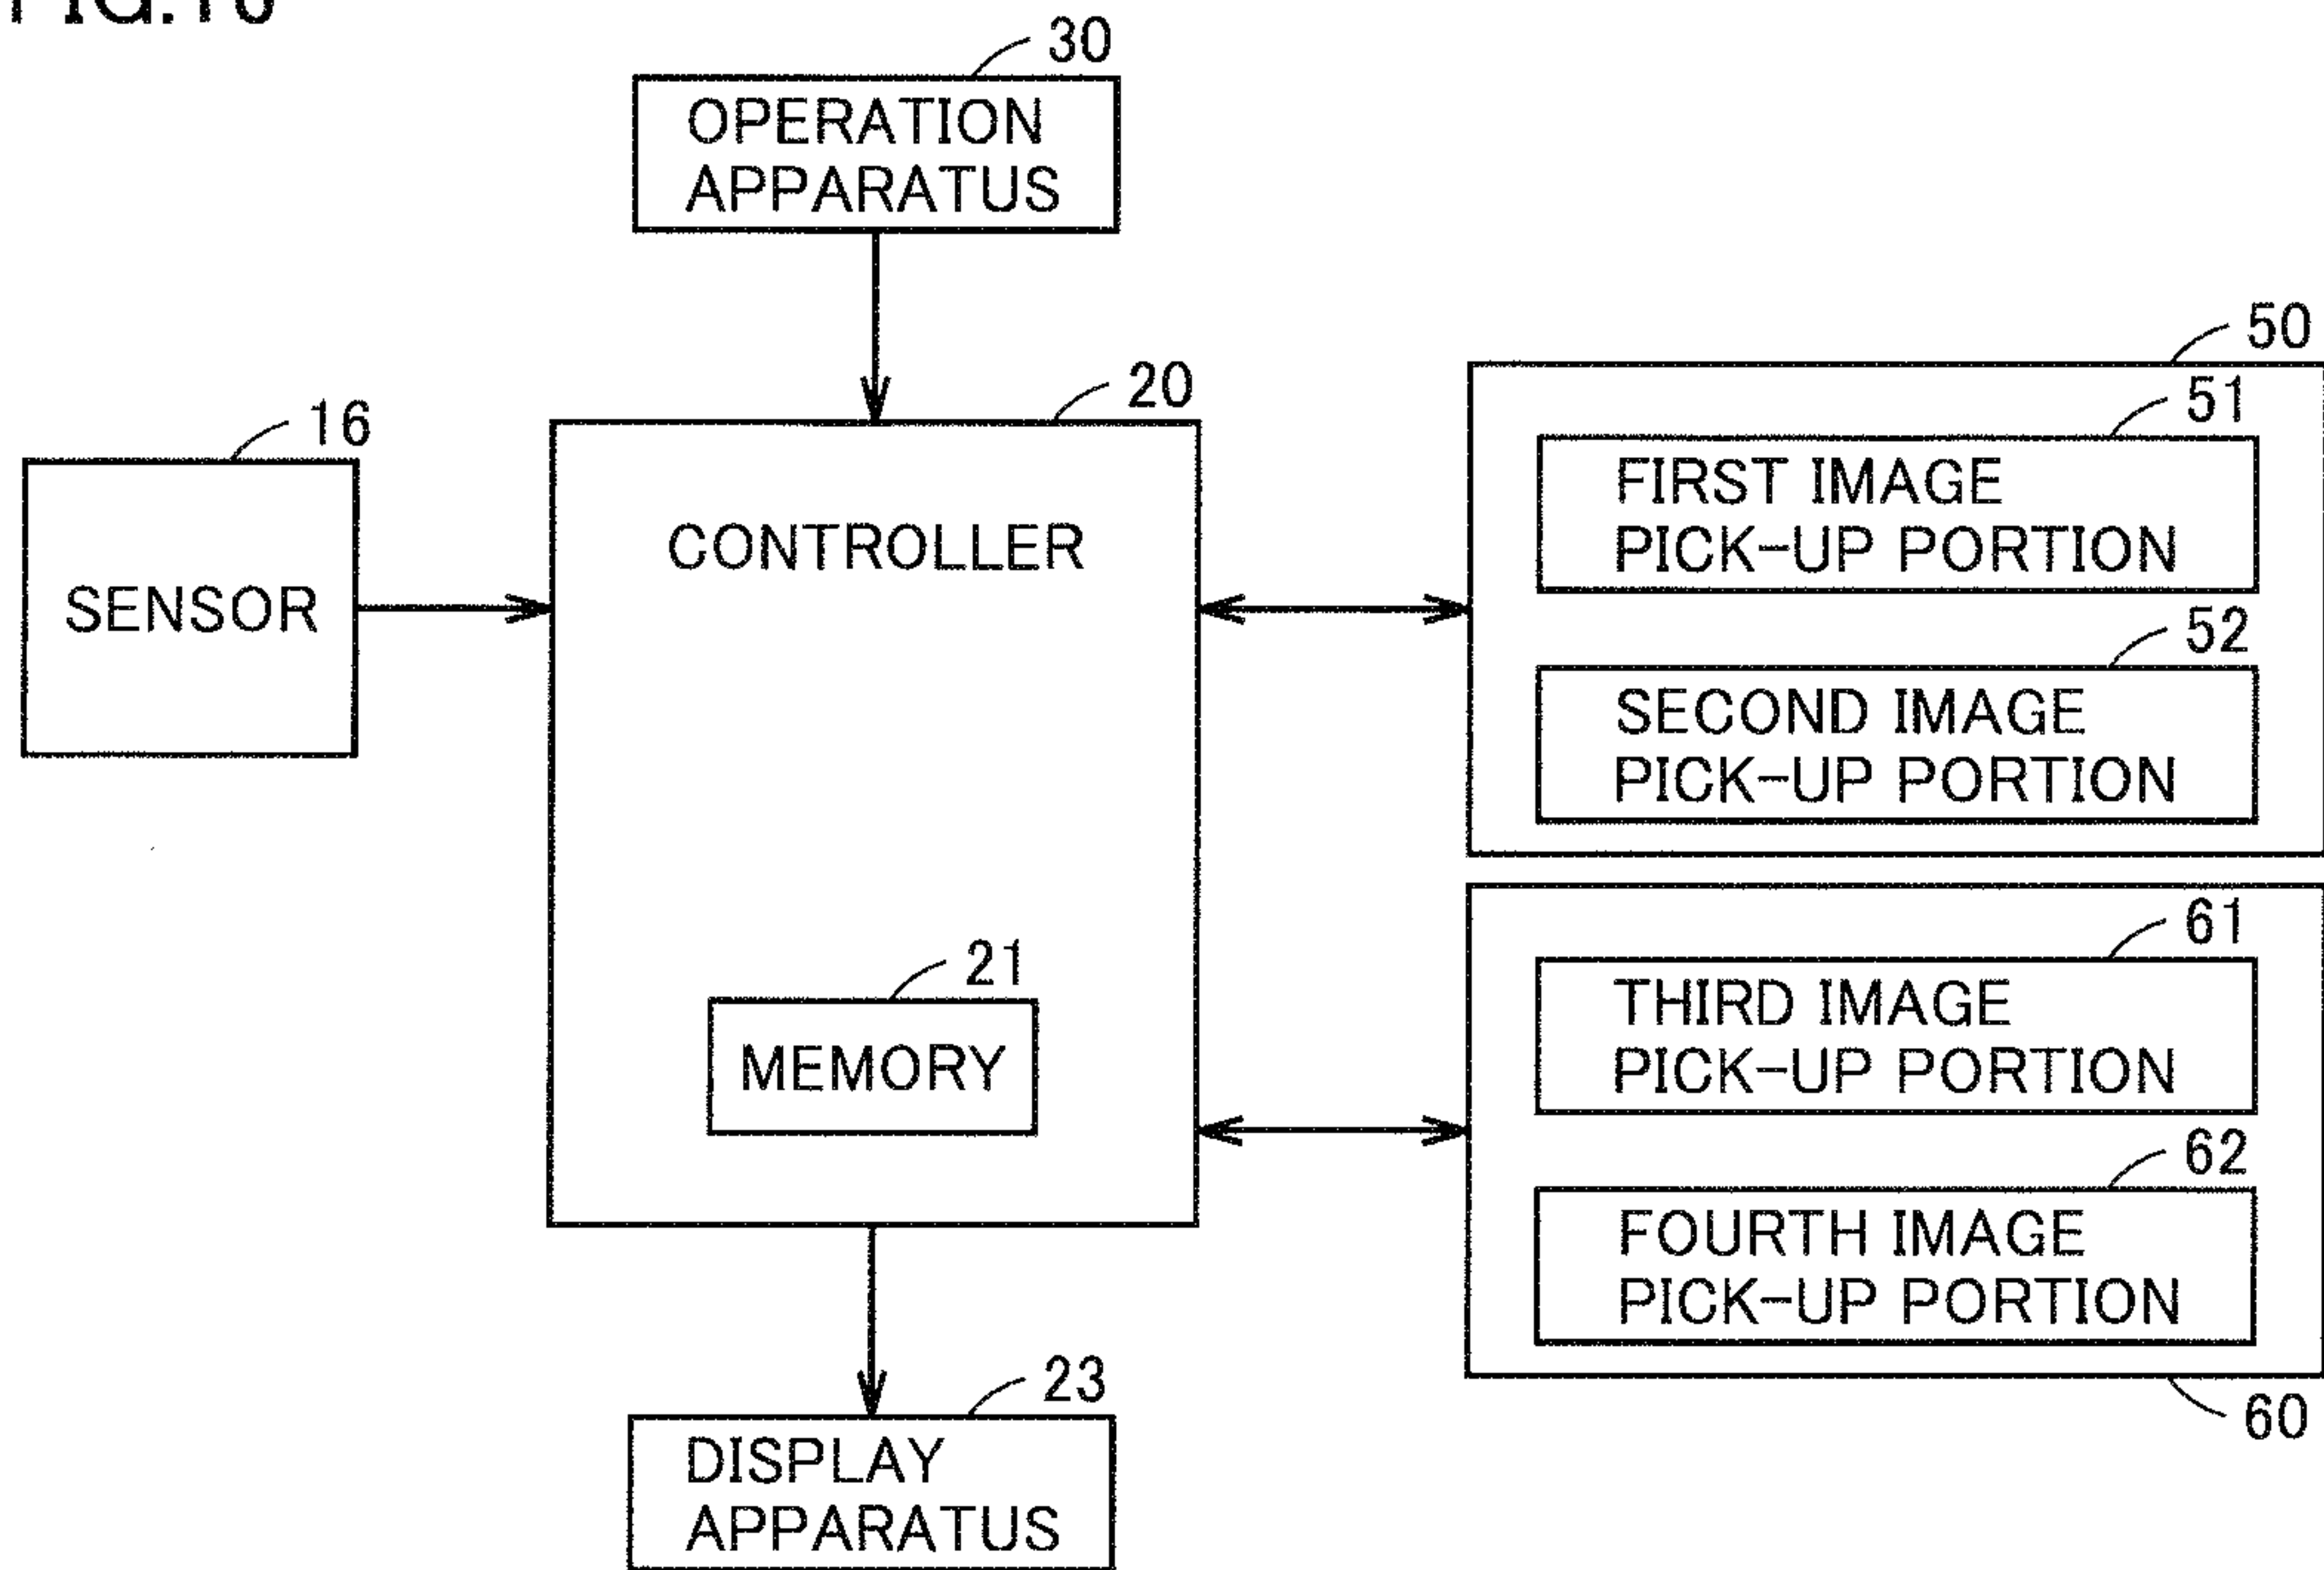 30
OPERATION
APPARATUS
50
20
51
16
FIRST IMAGE
PICK-UP PORTION
CONTROLLER
SENSOR
52
SECOND IMAGE
PICK-UP PORTION
61
21
THIRD IMAGE
PICK-UP PORTION
MEMORY
62
FOURTH IMAGE
PICK-UP PORTION
23
60
DISPLAY
APPARATUS